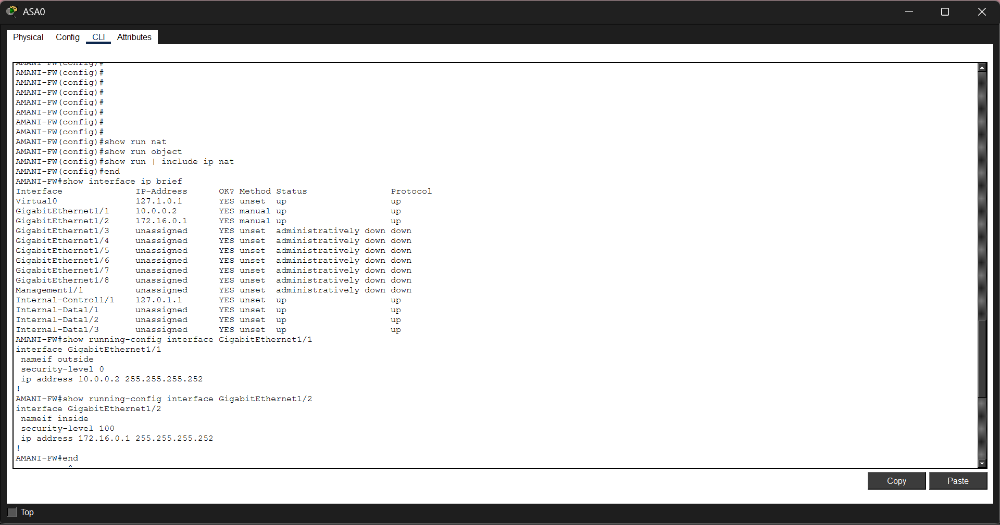 ASA0
Physical Config CLI Attributes
AMANI-FW(config)#
AMANI-FW(config)#
AMANI-FW(config)#
AMANI-FW(config)#
AMANI-FW(config)#
AMANI-FW(config)#
AMANI-FW(config)#
AMANI-FW(config)#
AMANI-FW(config)#show run nat
AMANI-FW(config)#show run object
AMANI-FW(config)#show run | include ip nat
AMANI-FW(config)#end
AMANI-FW#show interface ip brief
Interface IP-Address OK? Method Status Protocol
Virtual0 127.1.0.1 YES unset up up
GigabitEthernet1/1 10.0.0.2 YES manual up up
GigabitEthernet1/2 172.16.0.1 YES manual up up
GigabitEthernet1/3 unassigned YES unset administratively down down
GigabitEthernet1/4 unassigned YES unset administratively down down
GigabitEthernet1/5 unassigned YES unset administratively down down
GigabitEthernet1/6 unassigned YES unset administratively down down
GigabitEthernet1/7 unassigned YES unset administratively down down
GigabitEthernet1/8 unassigned YES unset administratively down down
Management1/1 unassigned YES unset administratively down down
Internal-Control1/1 127.0.1.1 YES unset up up
Internal-Data1/1 unassigned YES unset up up
Internal-Data1/2 unassigned YES unset up up
Internal-Data1/3 unassigned YES unset up up
AMANI-FW#show running-config interface GigabitEthernet1/1
interface GigabitEthernet1/1
nameif outside
security-level 0
ip address 10.0.0.2 255.255.255.252
!
AMANI-FW#show running-config interface GigabitEthernet1/2
interface GigabitEthernet1/2
nameif inside
security-level 100
ip address 172.16.0.1 255.255.255.252
!
AMANI-FW#end
^
Copy Paste
Top